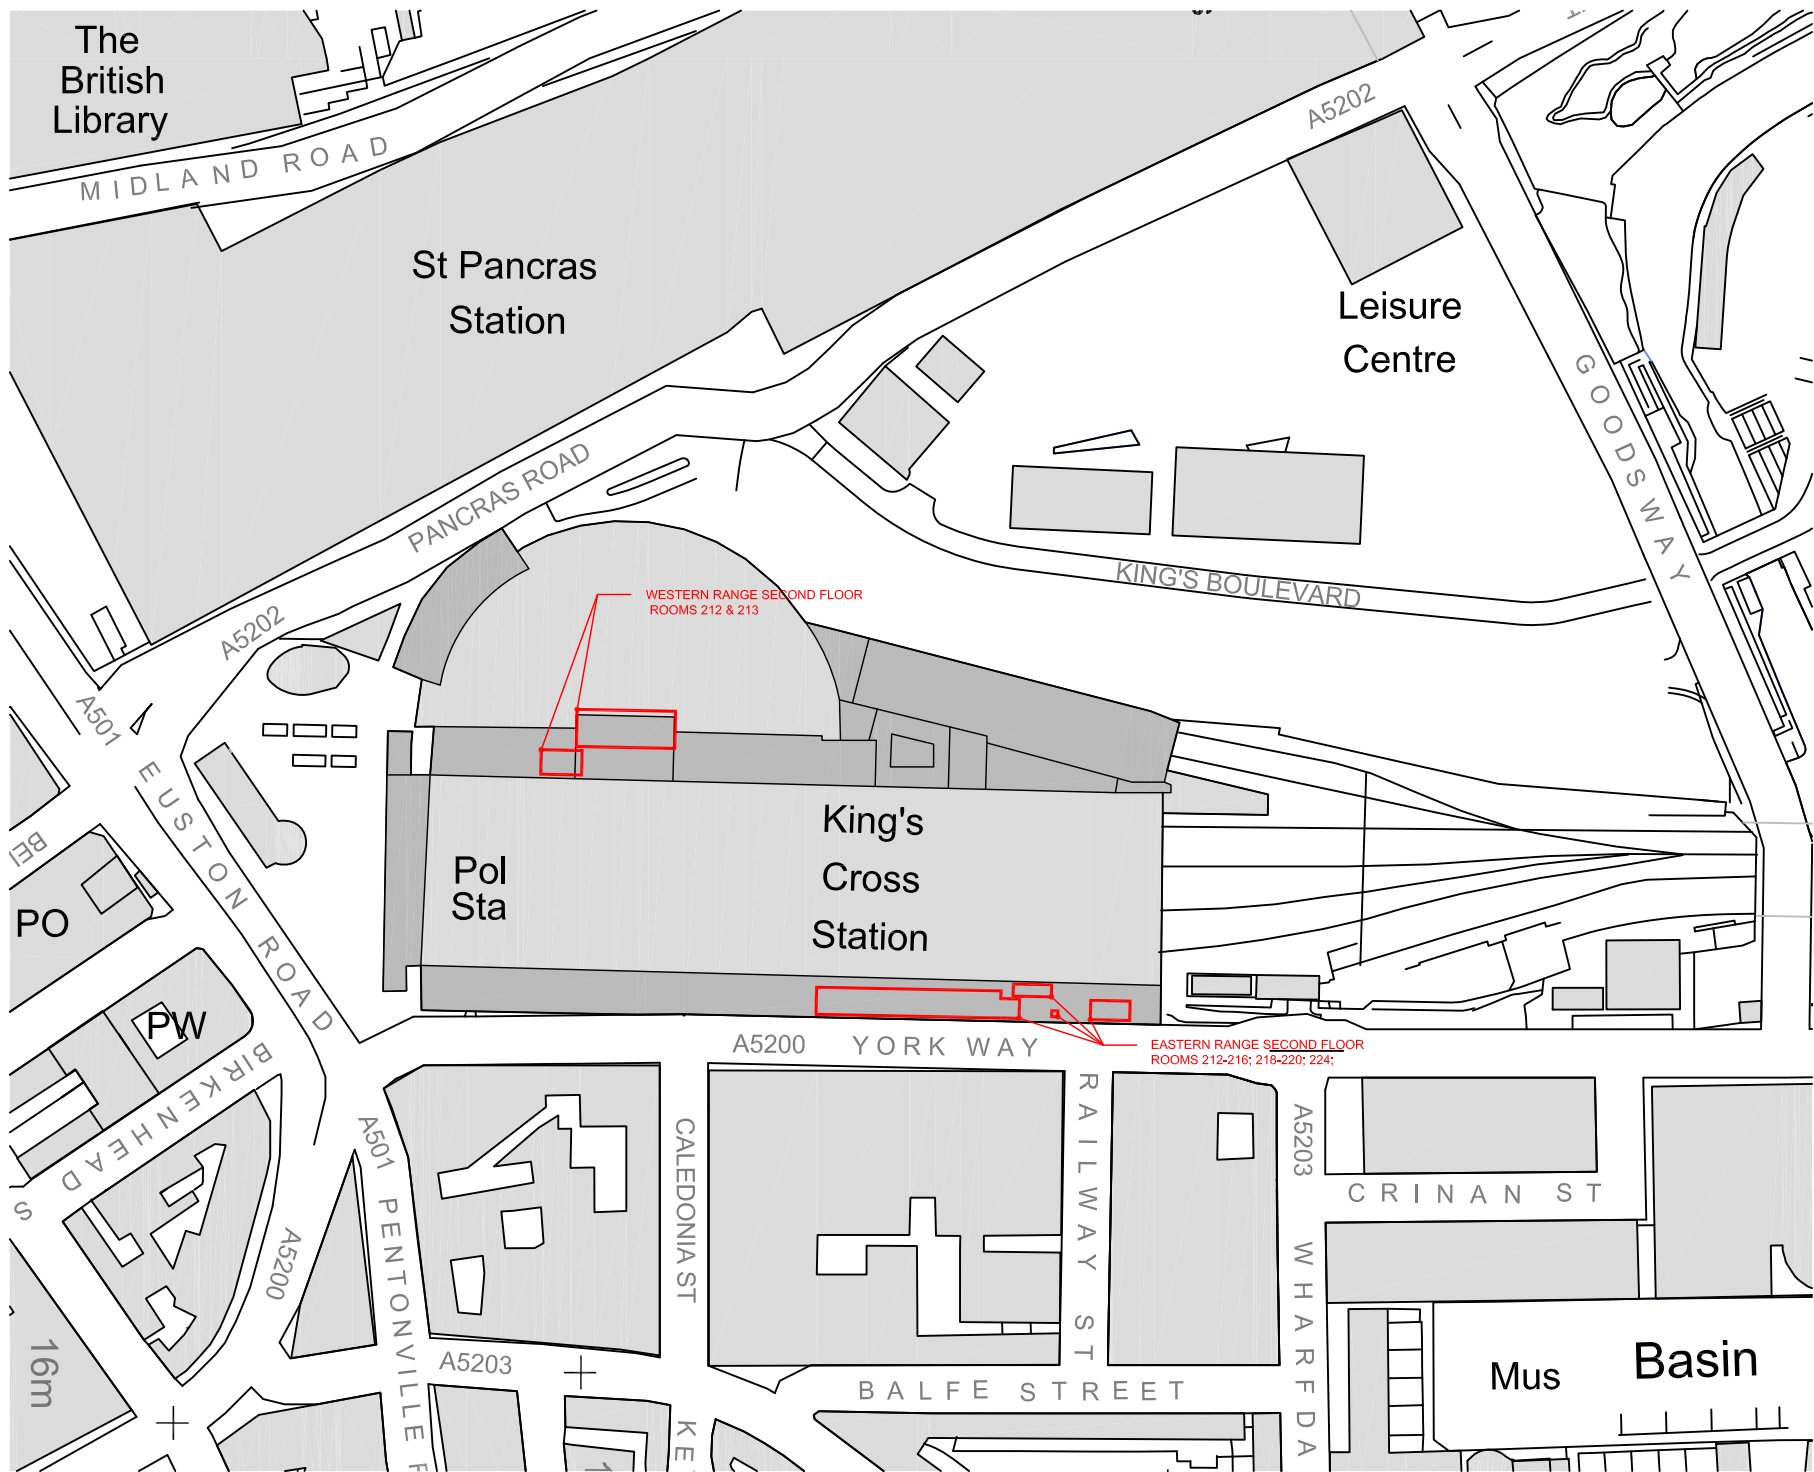 The
British
Library
MIDLAND ROAD
St Pancras
Station
A5202
Leisure
Centre
GOODSWAY
PANCRAS ROAD
KING'S BOULEVARD
WESTERN RANGE SECOND FLOOR
ROOMS 212 & 213
A5202
A501
EUSTON ROAD
King's
Cross
Station
Pol
Sta
PO
PW
BIRKENHEAD S
A5200 YORK WAY
EASTERN RANGE SECOND FLOOR
ROOMS 212-216; 218-220; 224;
RAILWAY ST
CALEDONIA ST
A501 PENTONVILLE
A5203 WHARFDA
CRINAN ST
A5200
A5203
BALFE STREET
16m
Mus
Basin
KE